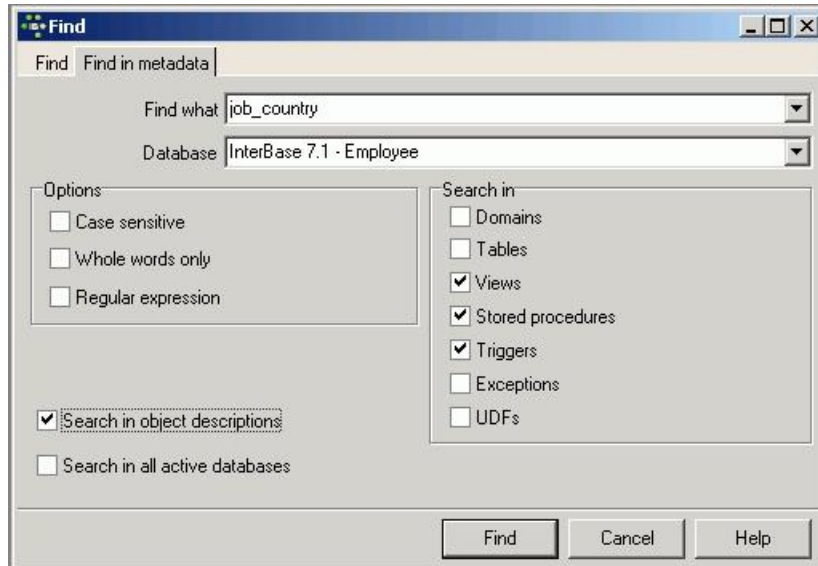 Find
Find Find in metadata
Find what job_country
Database InterBase 7.1 - Employee
Options
Case sensitive
Whole words only
Regular expression
Search in
Domains
Tables
Views
Stored procedures
Triggers
Exceptions
UDFs
Search in object descriptions
Search in all active databases
Find Cancel Help